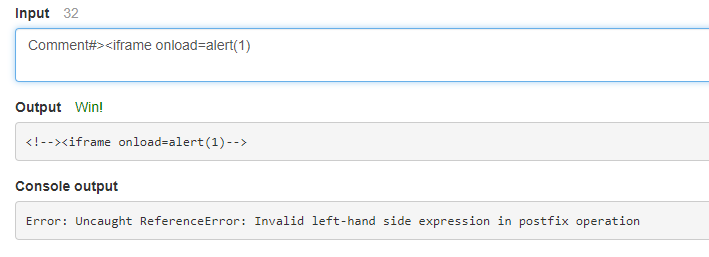 Input 32
Comment#><iframe onload=alert(1)
Output Win!
<!--><iframe onload=alert(1)-->
Console output
Error: Uncaught ReferenceError: Invalid left-hand side expression in postfix operation